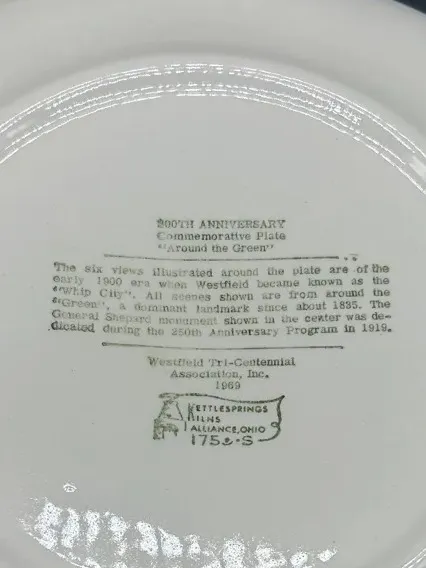 300TH ANNIVERSARY
Commemorative Plate
"Around the Green"
The six views illustrated around the plate are of the
early 1900 era when Westfield became known as the
"Whip City". All scenes shown are from around the
"Green", a dominant landmark since about 1835. The
General Shepard monument shown in the center was de-
dicated during the 250th Anniversary Program in 1919.
Westfield Tri-Centennial
Association, Inc.
1969
KETTLESPRINGS
KILNS
ALLIANCE, OHIO